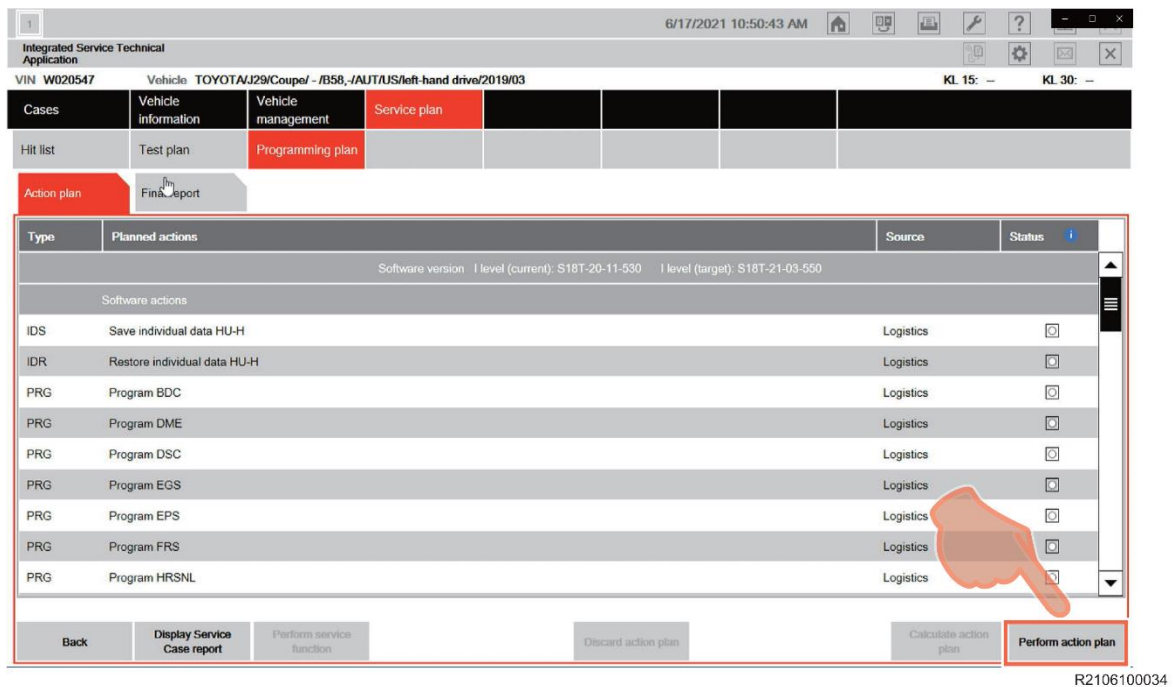 1
6/17/2021 10:50:43 AM
?
Integrated Service Technical
Application
VIN W020547 Vehicle TOYOTA/J29/Coupe/ - /B58,-/AUT/US/left-hand drive/2019/03 KL 15: – KL 30: –
Cases
Vehicle
information
Vehicle
management
Service plan
Hit list
Test plan
Programming plan
Action plan
Final report
Type Planned actions Source Status i
Software version I level (current): S18T-20-11-530 I level (target): S18T-21-03-550
Software actions
IDS Save individual data HU-H Logistics
IDR Restore individual data HU-H Logistics
PRG Program BDC Logistics
PRG Program DME Logistics
PRG Program DSC Logistics
PRG Program EGS Logistics
PRG Program EPS Logistics
PRG Program FRS Logistics
PRG Program HRSNL Logistics
Back
Display Service
Case report
Perform service
function
Discard action plan
Calculate action
plan
Perform action plan
R2106100034